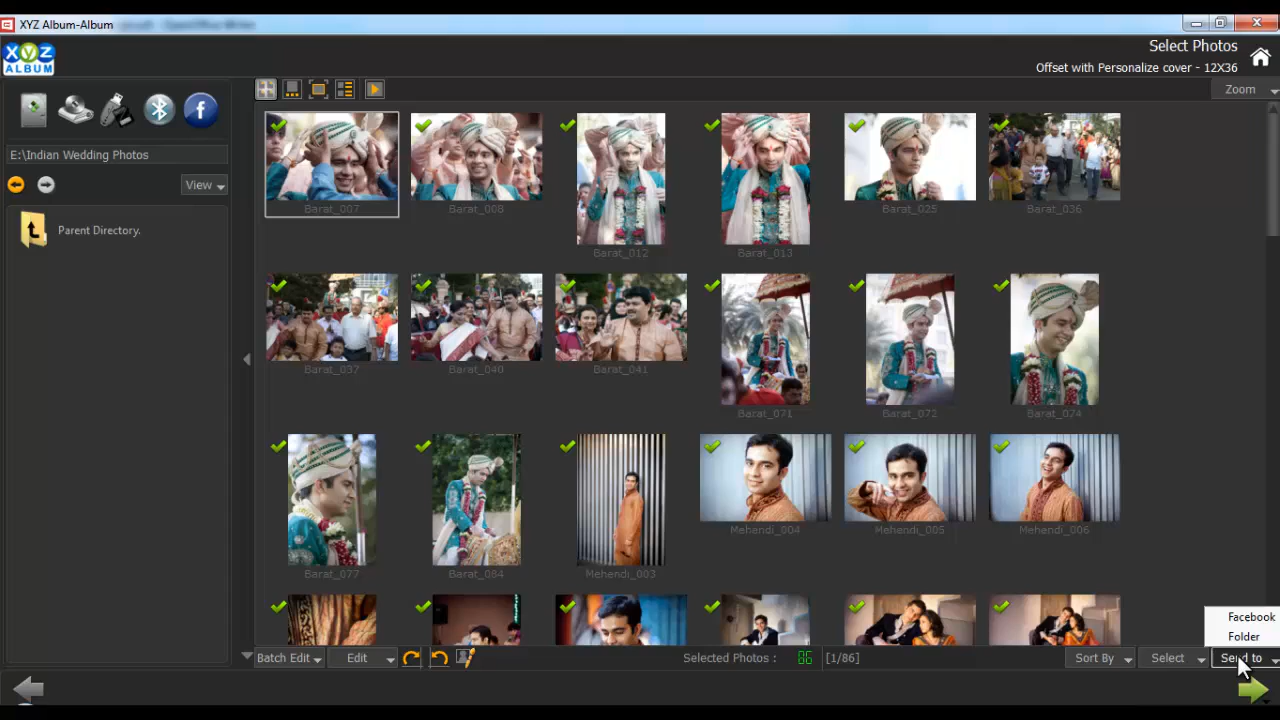 XYZ Album-Album
XYZ
ALBUM
Select Photos
Offset with Personalize cover - 12X36
Zoom
E:\Indian Wedding Photos
View
Parent Directory.
Barat_007
Barat_008
Barat_012
Barat_013
Barat_025
Barat_036
Barat_037
Barat_040
Barat_041
Barat_071
Barat_072
Barat_074
Barat_077
Barat_084
Mehendi_003
Mehendi_004
Mehendi_005
Mehendi_006
Facebook
Folder
Batch Edit
Edit
Selected Photos : 86
[1/86]
Sort By
Select
Send to